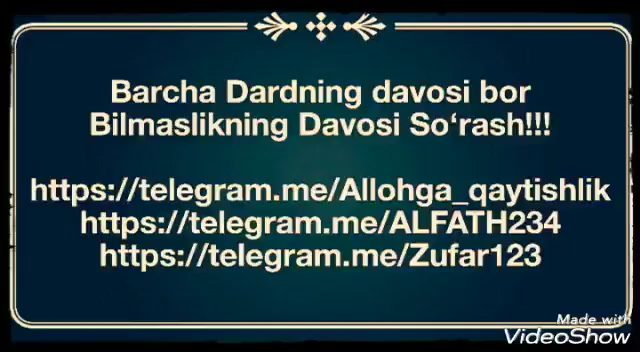 Barcha Dardning davosi bor
Bilmaslikning Davosi So‘rash!!!
https://telegram.me/Allohga_qaytishlik
https://telegram.me/ALFATH234
https://telegram.me/Zufar123
Made with
VideoShow